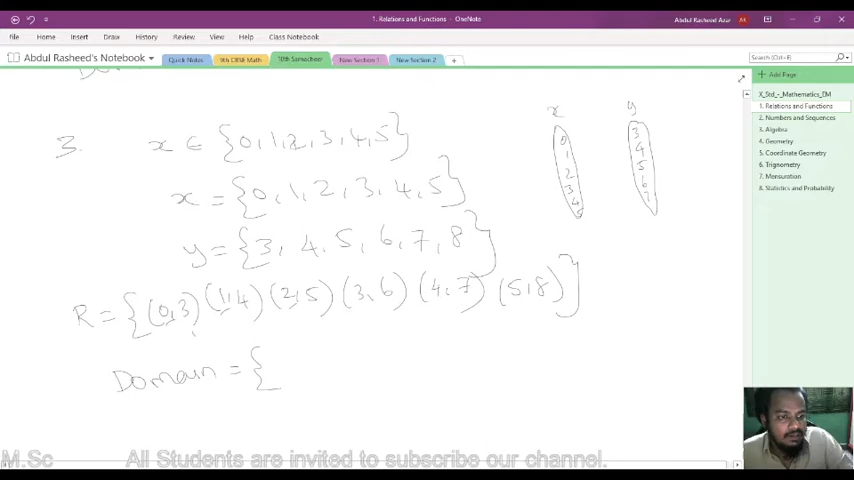 1. Relations and Functions - OneNote
Abdul Rasheed Azar
AK
File Home Insert Draw History Review View Help Class Notebook
Abdul Rasheed's Notebook
Quick Notes 9th CBSE Math 10th Samacheer New Section 1 New Section 2 +
Search (Ctrl+E)
+ Add Page
X_Std_-_Mathematics_EM
1. Relations and Functions
2. Numbers and Sequences
3. Algebra
4. Geometry
5. Coordinate Geometry
6. Trignometry
7. Mensuration
8. Statistics and Probability
3. x ∈ {0,1,2,3,4,5}
x = {0, 1, 2, 3, 4, 5}
y = {3, 4, 5, 6, 7, 8}
R = {(0,3) (1,4) (2,5) (3,6) (4,7) (5,8)}
Domain = {
x y
0 3
1 4
2 5
3 6
4 7
M.Sc All Students are invited to subscribe our channel.